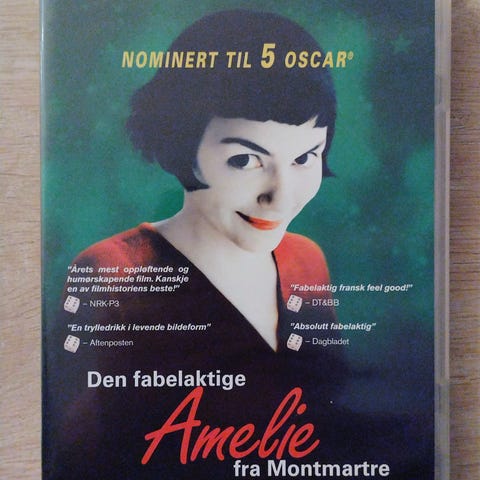 NOMINERT TIL 5 OSCAR®
"Årets mest oppløftende og
humørskapende film. Kanskje
en av filmhistoriens beste!"
– NRK-P3
"Fabelaktig fransk feel good!"
– DT&BB
"En trylledrikk i levende bildeform"
– Aftenposten
"Absolutt fabelaktig"
– Dagbladet
Den fabelaktige
Amelie
fra Montmartre